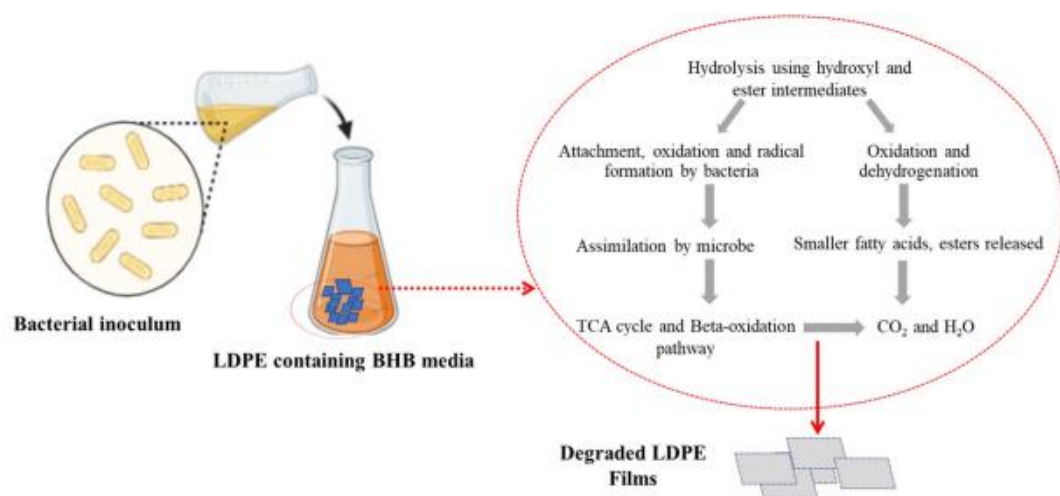 Hydrolysis using hydroxyl and
ester intermediates
Attachment, oxidation and radical
formation by bacteria
Oxidation and
dehydrogenation
Assimilation by microbe
Smaller fatty acids, esters released
TCA cycle and Beta-oxidation
pathway
CO₂ and H₂O
Bacterial inoculum
LDPE containing BHB media
Degraded LDPE
Films